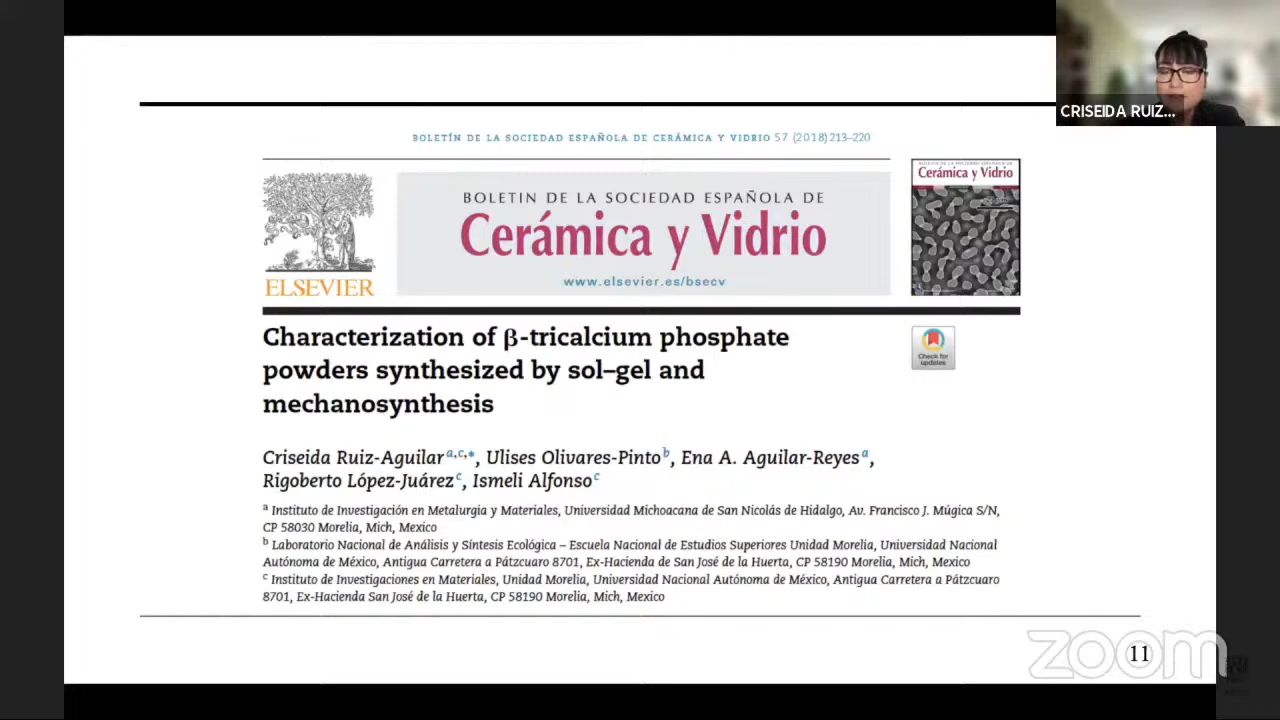 CRISEIDA RUIZ...
BOLETÍN DE LA SOCIEDAD ESPAÑOLA DE CERÁMICA Y VIDRIO 57 (2018) 213–220
BOLETIN DE LA SOCIEDAD ESPAÑOLA DE
Cerámica y Vidrio
www.elsevier.es/bsecv
ELSEVIER
Cerámica y Vidrio
Characterization of β-tricalcium phosphate
powders synthesized by sol–gel and
mechanosynthesis
Check for
updates
Criseida Ruiz-Aguilar a,c,*, Ulises Olivares-Pinto b, Ena A. Aguilar-Reyes a,
Rigoberto López-Juárez c, Ismeli Alfonso c
a Instituto de Investigación en Metalurgia y Materiales, Universidad Michoacana de San Nicolás de Hidalgo, Av. Francisco J. Múgica S/N,
CP 58030 Morelia, Mich, Mexico
b Laboratorio Nacional de Análisis y Síntesis Ecológica – Escuela Nacional de Estudios Superiores Unidad Morelia, Universidad Nacional
Autónoma de México, Antigua Carretera a Pátzcuaro 8701, Ex-Hacienda de San José de la Huerta, CP 58190 Morelia, Mich, Mexico
c Instituto de Investigaciones en Materiales, Unidad Morelia, Universidad Nacional Autónoma de México, Antigua Carretera a Pátzcuaro
8701, Ex-Hacienda San José de la Huerta, CP 58190 Morelia, Mich, Mexico
zoom
11